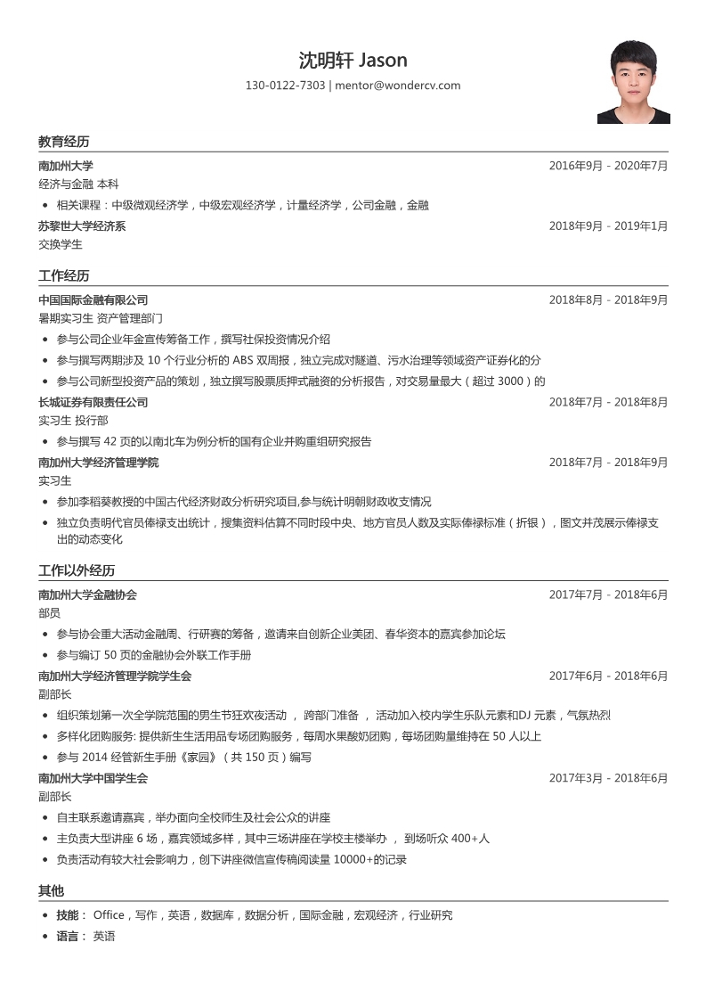 沈明轩 Jason
130-0122-7303 | mentor@wondercv.com
教育经历
南加州大学 2016年9月 - 2020年7月
经济与金融 本科
• 相关课程：中级微观经济学，中级宏观经济学，计量经济学，公司金融，金融
苏黎世大学经济系 2018年9月 - 2019年1月
交换学生
工作经历
中国国际金融有限公司 2018年8月 - 2018年9月
暑期实习生 资产管理部门
• 参与公司企业年金宣传筹备工作，撰写社保投资情况介绍
• 参与撰写两期涉及 10 个行业分析的 ABS 双周报，独立完成对隧道、污水治理等领域资产证券化的分
• 参与公司新型投资产品的策划，独立撰写股票质押式融资的分析报告，对交易量最大（超过 3000）的
长城证券有限责任公司 2018年7月 - 2018年8月
实习生 投行部
• 参与撰写 42 页的以南北车为例分析的国有企业并购重组研究报告
南加州大学经济管理学院 2018年7月 - 2018年9月
实习生
• 参加李稻葵教授的中国古代经济财政分析研究项目,参与统计明朝财政收支情况
• 独立负责明代官员俸禄支出统计，搜集资料估算不同时段中央、地方官员人数及实际俸禄标准（折银），图文并茂展示俸禄支
出的动态变化
工作以外经历
南加州大学金融协会 2017年7月 - 2018年6月
部员
• 参与协会重大活动金融周、行研赛的筹备，邀请来自创新企业美团、春华资本的嘉宾参加论坛
• 参与编订 50 页的金融协会外联工作手册
南加州大学经济管理学院学生会 2017年6月 - 2018年6月
副部长
• 组织策划第一次全学院范围的男生节狂欢夜活动 ， 跨部门准备 ， 活动加入校内学生乐队元素和DJ 元素，气氛热烈
• 多样化团购服务: 提供新生生活用品专场团购服务，每周水果酸奶团购，每场团购量维持在 50 人以上
• 参与 2014 经管新生手册《家园》（共 150 页）编写
南加州大学中国学生会 2017年3月 - 2018年6月
副部长
• 自主联系邀请嘉宾，举办面向全校师生及社会公众的讲座
• 主负责大型讲座 6 场，嘉宾领域多样，其中三场讲座在学校主楼举办 ， 到场听众 400+人
• 负责活动有较大社会影响力，创下讲座微信宣传稿阅读量 10000+的记录
其他
• 技能： Office，写作，英语，数据库，数据分析，国际金融，宏观经济，行业研究
• 语言： 英语